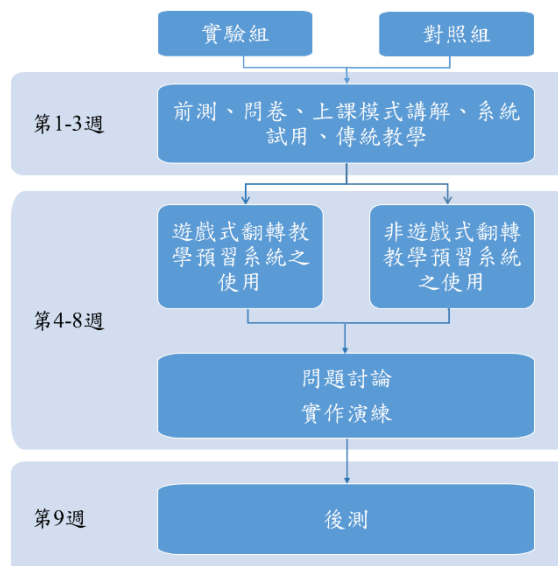 實驗組
對照組
第1-3週
前測、問卷、上課模式講解、系統
試用、傳統教學
第4-8週
遊戲式翻轉教
學預習系統之
使用
非遊戲式翻轉
教學預習系統
之使用
問題討論
實作演練
第9週
後測